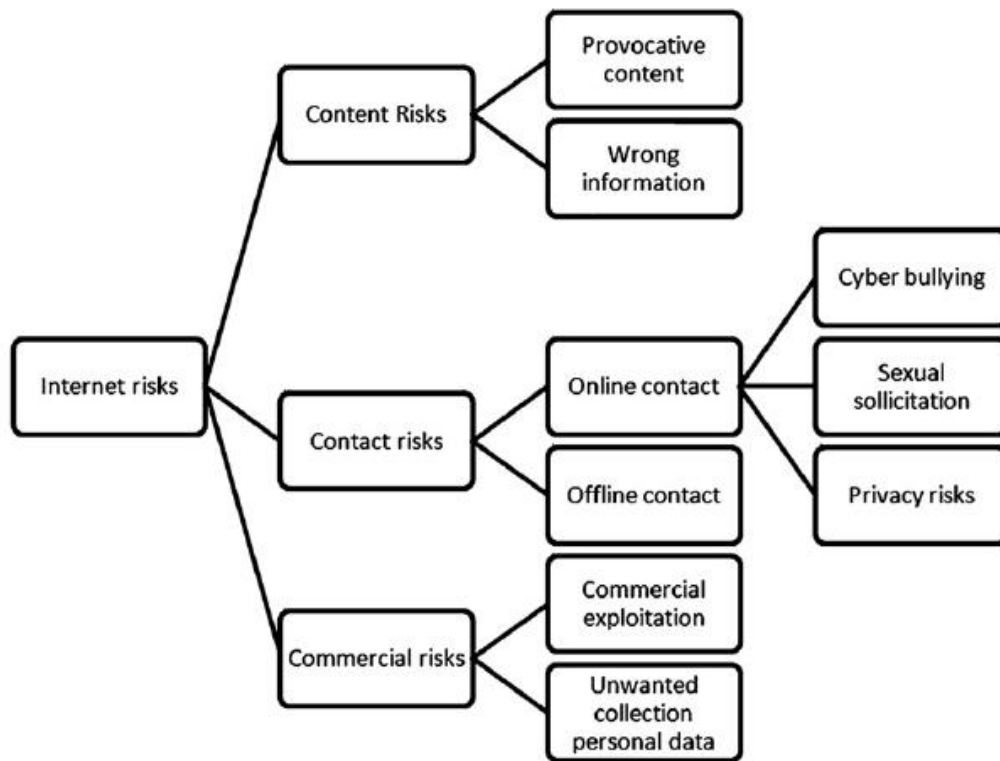 Provocative
content
Content Risks
Wrong
information
Cyber bullying
Internet risks
Online contact
Sexual
sollicitation
Contact risks
Offline contact
Privacy risks
Commercial
exploitation
Commercial risks
Unwanted
collection
personal data